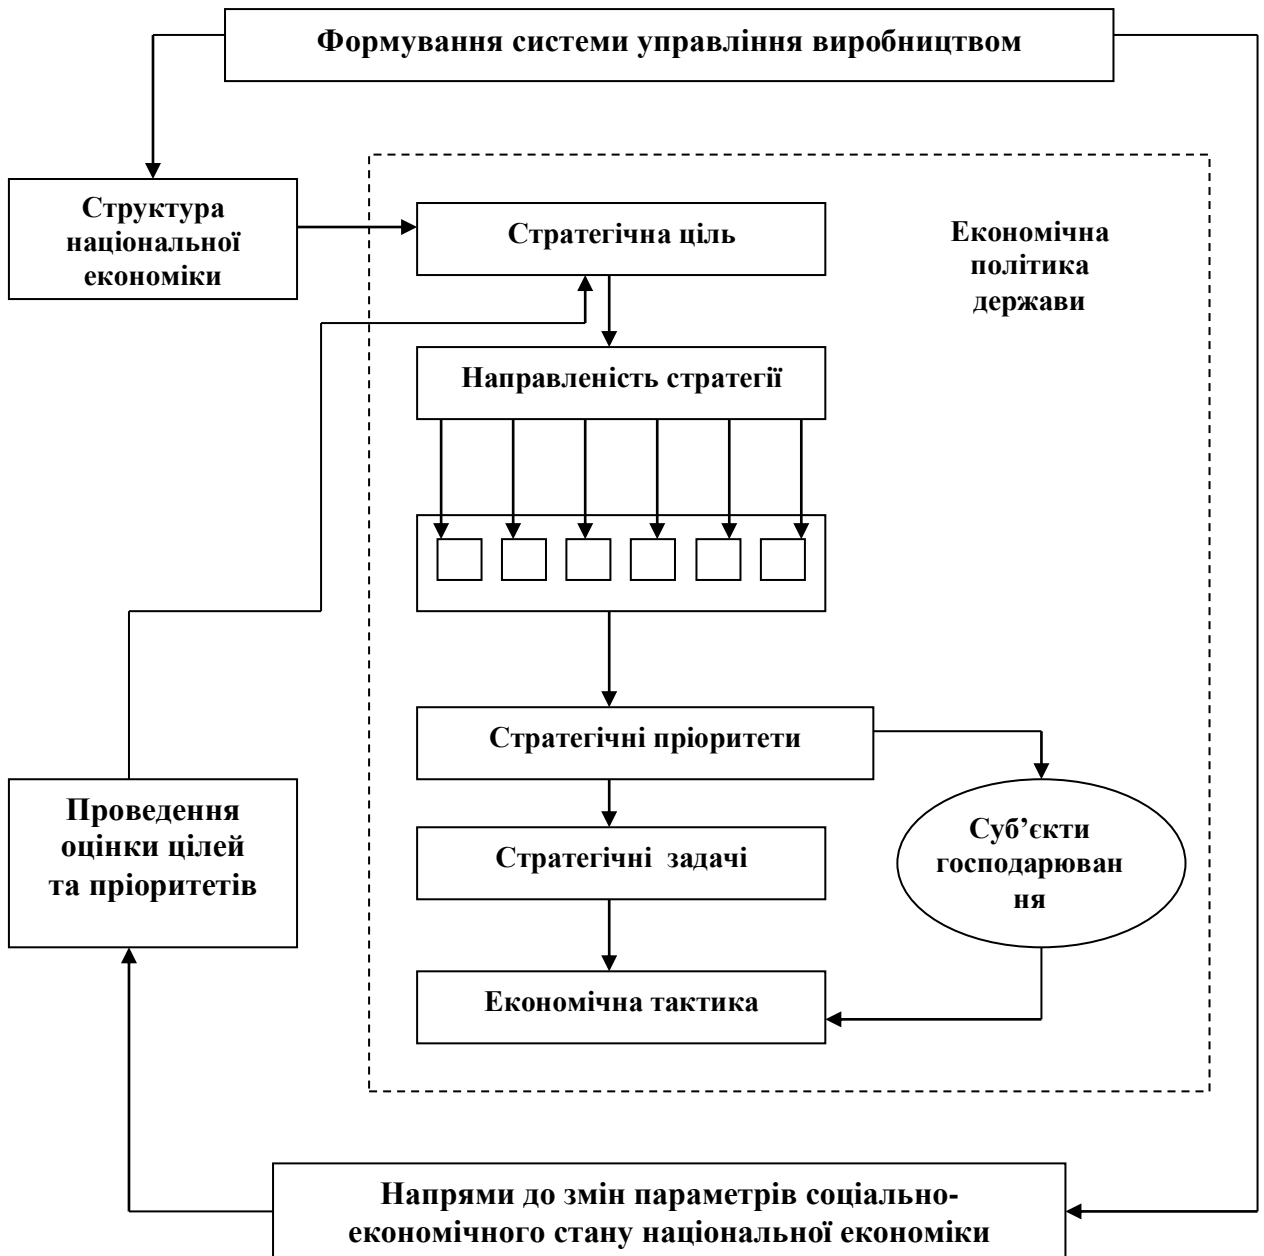 Формування системи управління виробництвом
Структура
національної
економіки
Стратегічна ціль
Економічна
політика
держави
Направленість стратегії
Стратегічні пріоритети
Проведення
оцінки цілей
та пріоритетів
Стратегічні задачі
Суб’єкти
господарюван
ня
Економічна тактика
Напрями до змін параметрів соціально-
економічного стану національної економіки